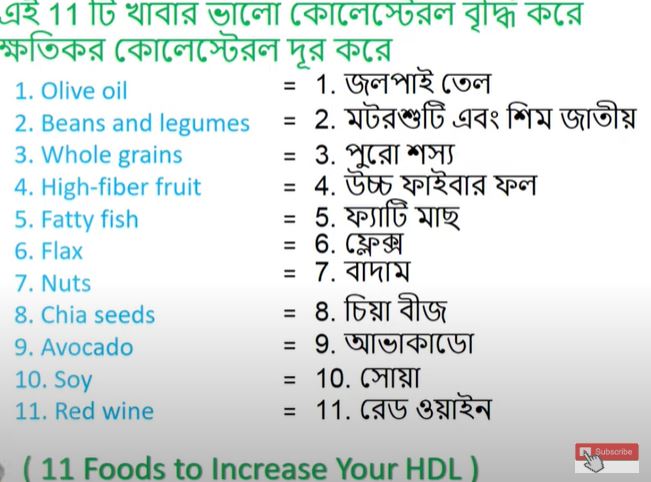 এই 11 টি খাবার ভালো কোলেস্টেরল বৃদ্ধি করে
ক্ষতিকর কোলেস্টেরল দূর করে
1. Olive oil = 1. জলপাই তেল
2. Beans and legumes = 2. মটরশুটি এবং শিম জাতীয়
3. Whole grains = 3. পুরো শস্য
4. High-fiber fruit = 4. উচ্চ ফাইবার ফল
5. Fatty fish = 5. ফ্যাটি মাছ
6. Flax = 6. ফ্লেক্স
7. Nuts = 7. বাদাম
8. Chia seeds = 8. চিয়া বীজ
9. Avocado = 9. আভাকাডো
10. Soy = 10. সোয়া
11. Red wine = 11. রেড ওয়াইন
Subscribe
( 11 Foods to Increase Your HDL )